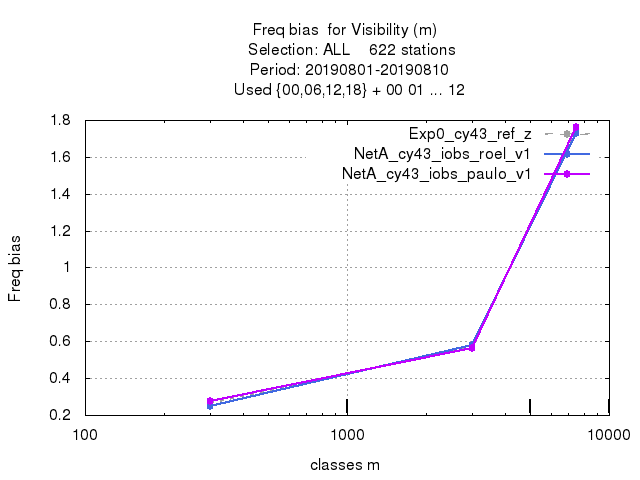 Freq bias  for Visibility (m)
Selection: ALL    622 stations
Period: 20190801-20190810
Used {00,06,12,18} + 00 01 ... 12
Exp0_cy43_ref_z
NetA_cy43_iobs_roel_v1
NetA_cy43_iobs_paulo_v1
1.8
1.6
1.4
1.2
1
0.8
0.6
0.4
0.2
Freq bias
100
1000
10000
classes m